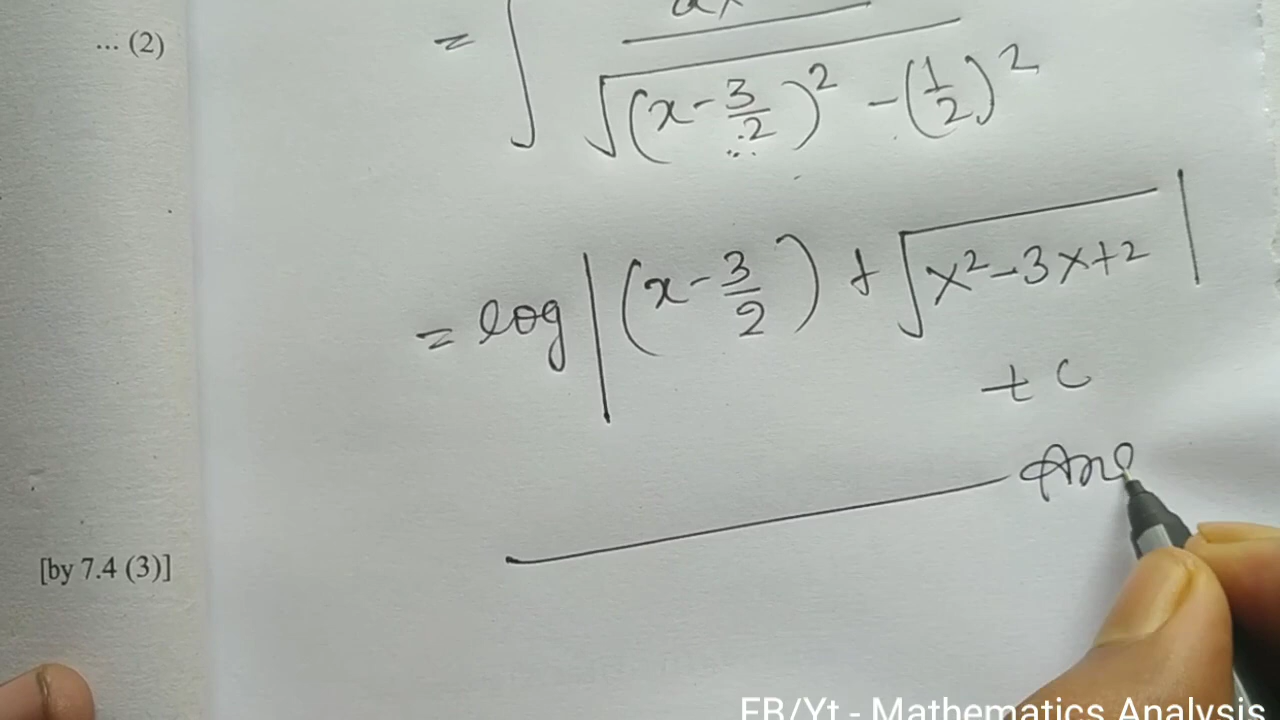 ... (2)
= ∫ dx / √((x - 3/2)² - (1/2)²)
= log |(x - 3/2) + √(x² - 3x + 2)|
+ c
Ans
[by 7.4 (3)]
FB/Yt - Mathematics Analysis